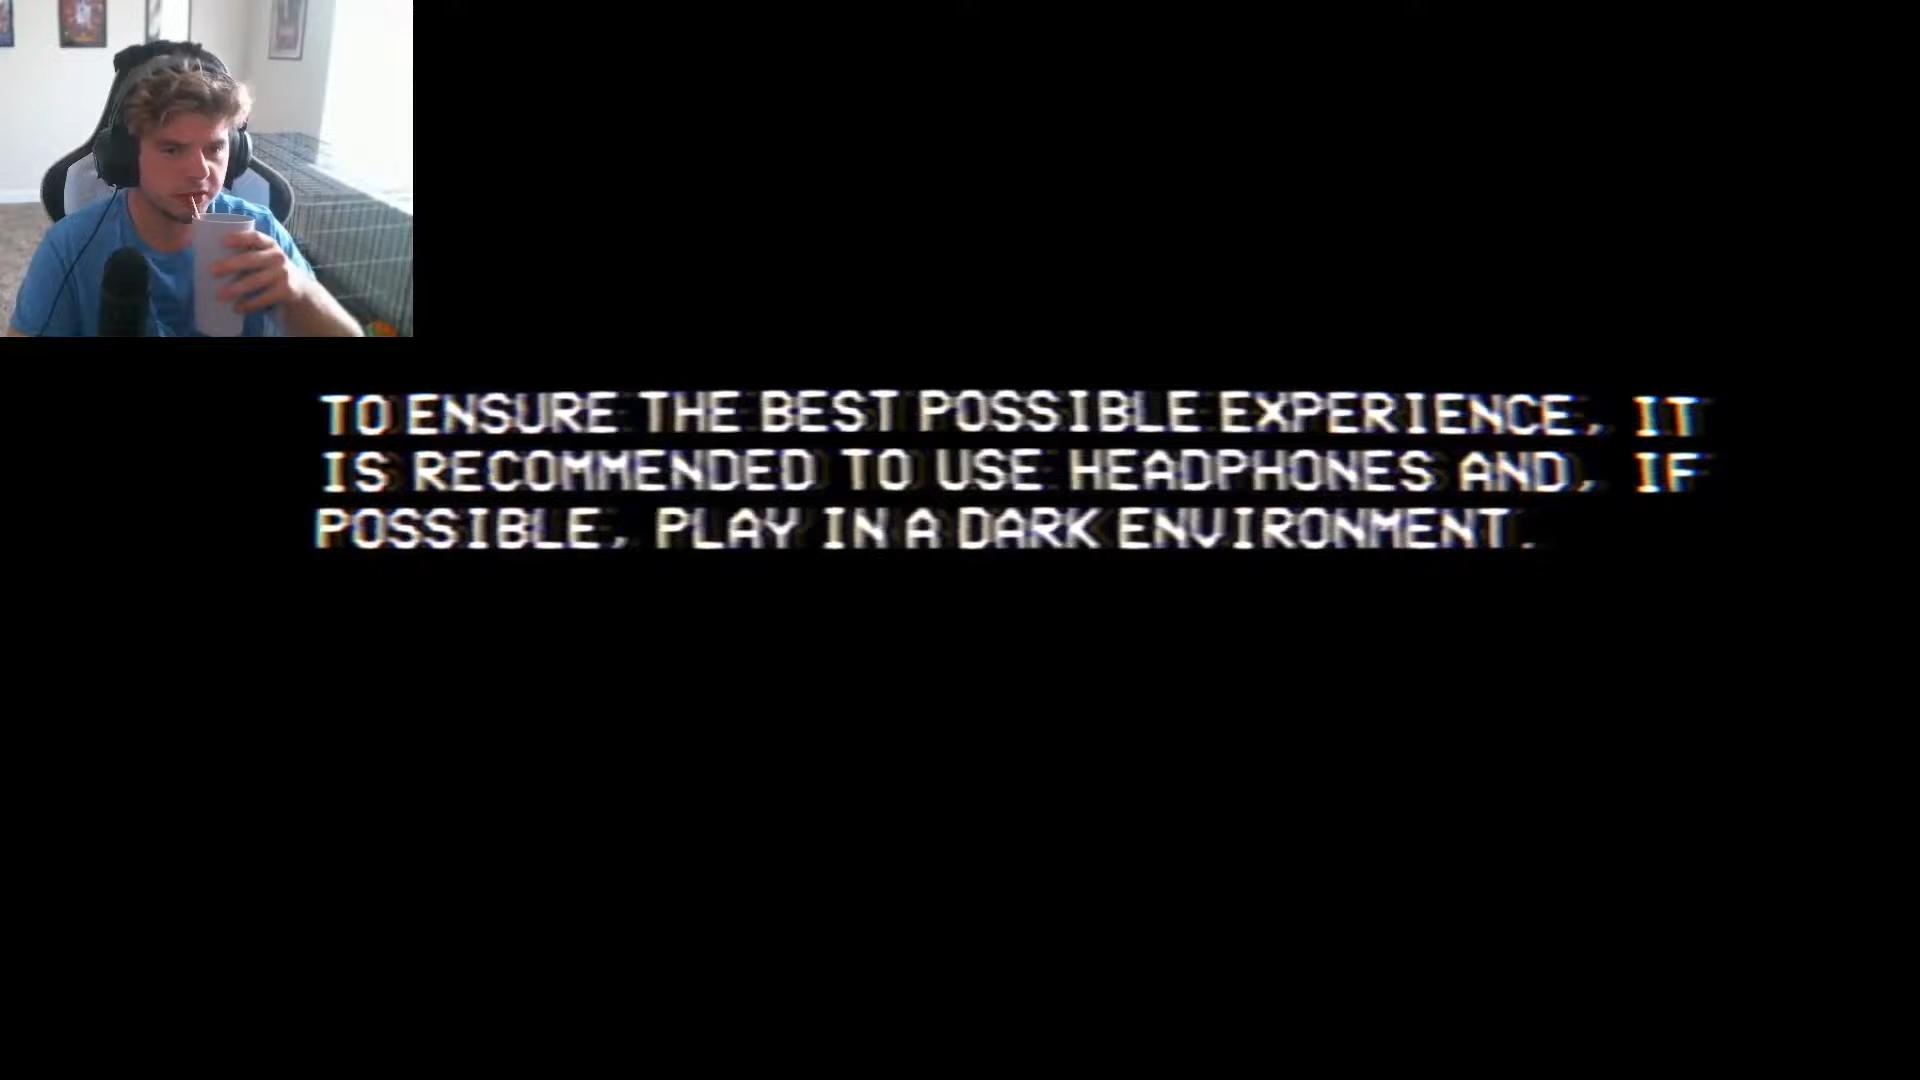 TO ENSURE THE BEST POSSIBLE EXPERIENCE, IT
IS RECOMMENDED TO USE HEADPHONES AND, IF
POSSIBLE, PLAY IN A DARK ENVIRONMENT.